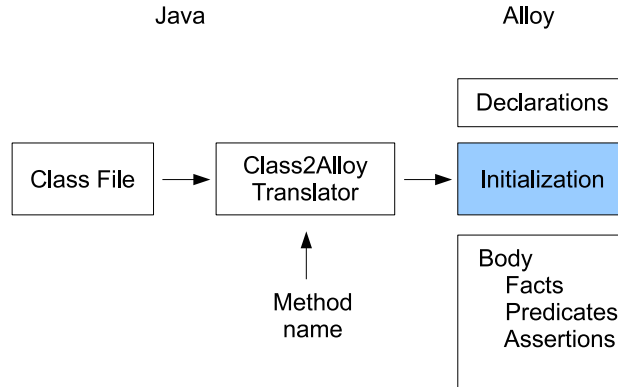 Java
Alloy
Declarations
Class File
Class2Alloy
Translator
Initialization
Method
name
Body
Facts
Predicates
Assertions